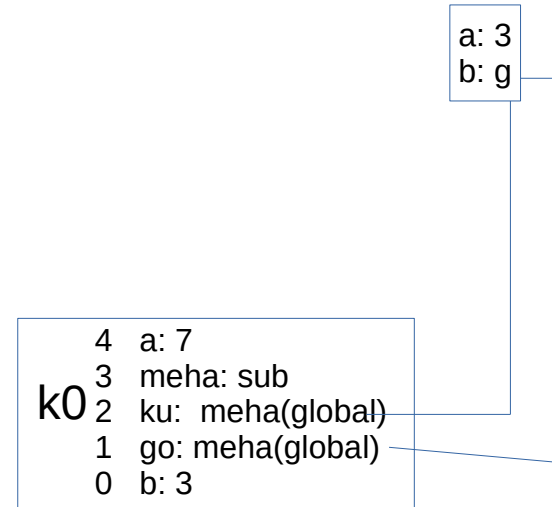 a: 3
b: g
k0
4 a: 7
3 meha: sub
2 ku: meha(global)
1 go: meha(global)
0 b: 3